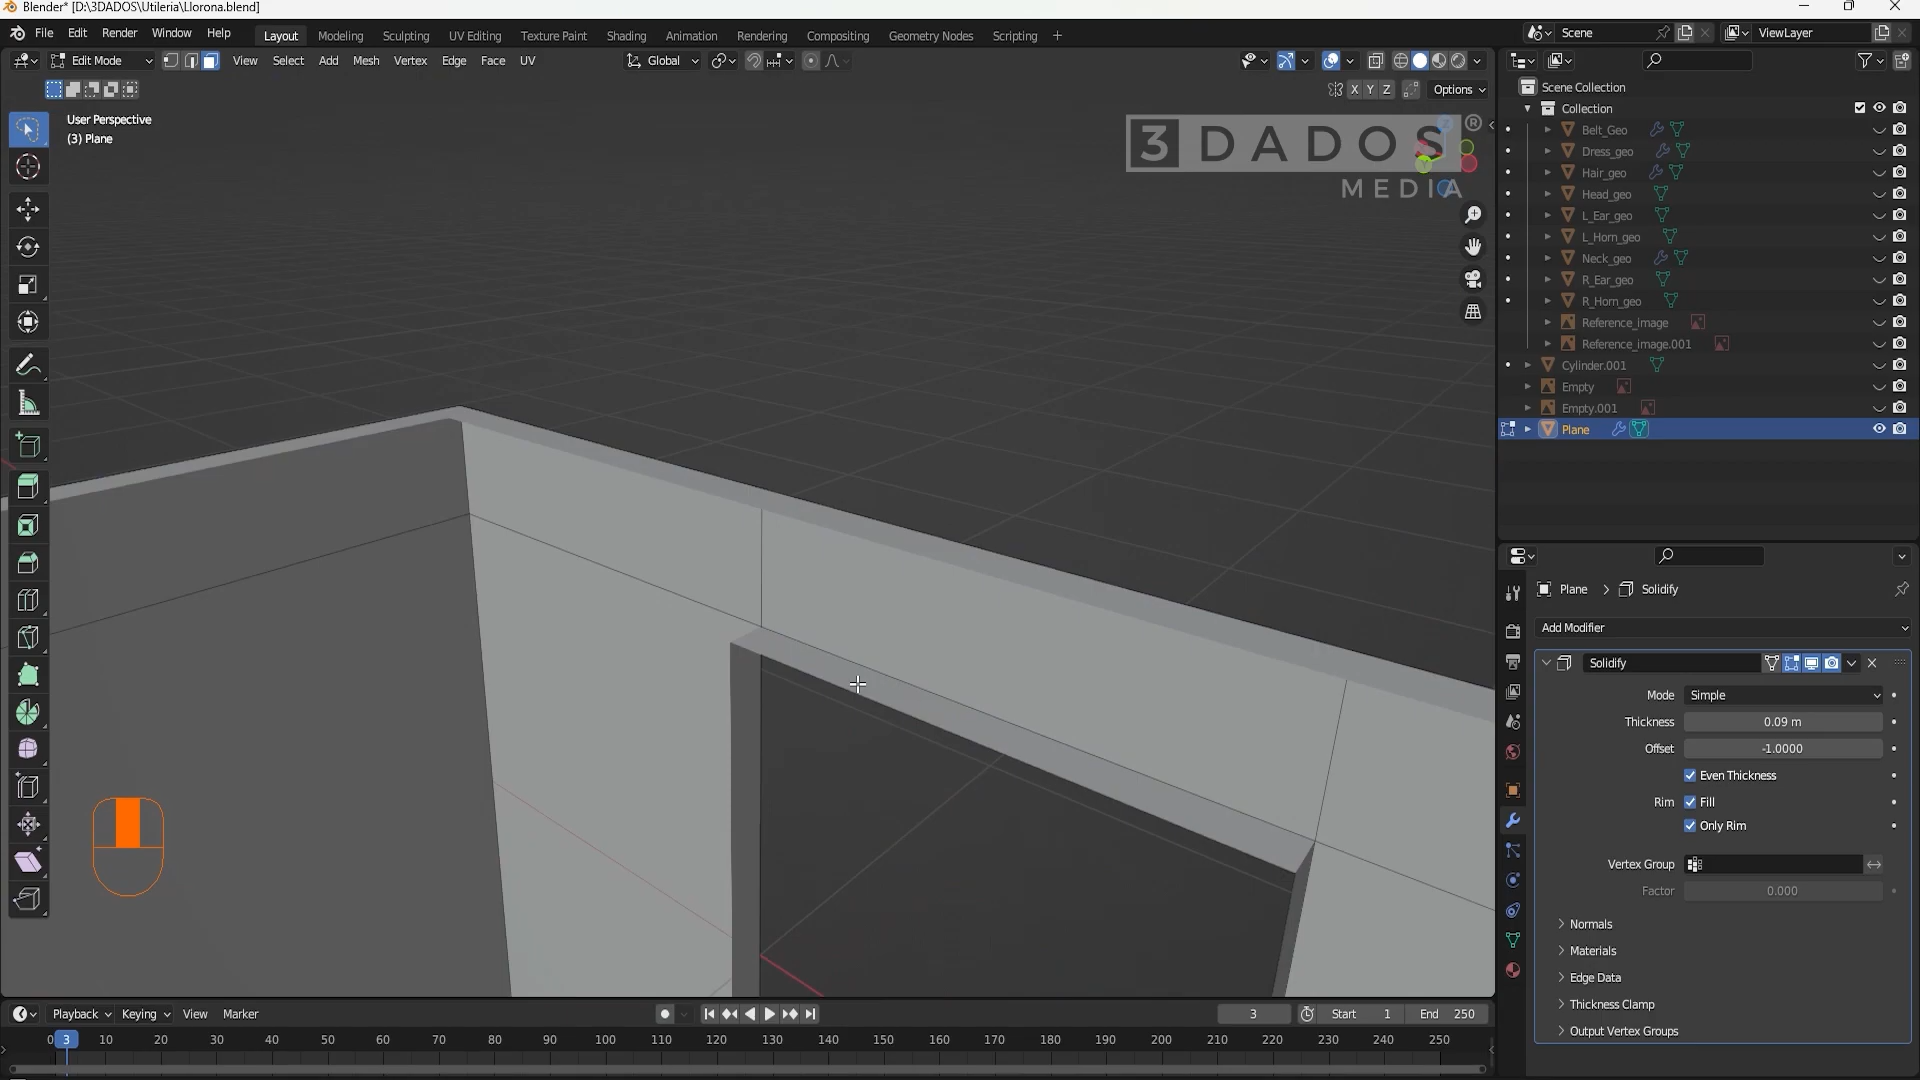 Blender* [D:\3DADOS\Utileria\Llorona.blend]
File Edit Render Window Help
Layout Modeling Sculpting UV Editing Texture Paint Shading Animation Rendering Compositing Geometry Nodes Scripting +
Scene
ViewLayer
Edit Mode View Select Add Mesh Vertex Edge Face UV
Global
X Y Z Options
User Perspective
(3) Plane
3 DADOS ®
MEDIA
Scene Collection
Collection
Belt_Geo
Dress_geo
Hair_geo
Head_geo
L_Ear_geo
L_Horn_geo
Neck_geo
R_Ear_geo
R_Horn_geo
Reference_image
Reference_image.001
Cylinder.001
Empty
Empty.001
Plane
Plane > Solidify
Add Modifier
Solidify
Mode Simple
Thickness 0.09 m
Offset -1.0000
Even Thickness
Rim Fill
Only Rim
Vertex Group
Factor 0.000
Normals
Materials
Edge Data
Thickness Clamp
Output Vertex Groups
Playback Keying View Marker
3 Start 1 End 250
0 3 10 20 30 40 50 60 70 80 90 100 110 120 130 140 150 160 170 180 190 200 210 220 230 240 250